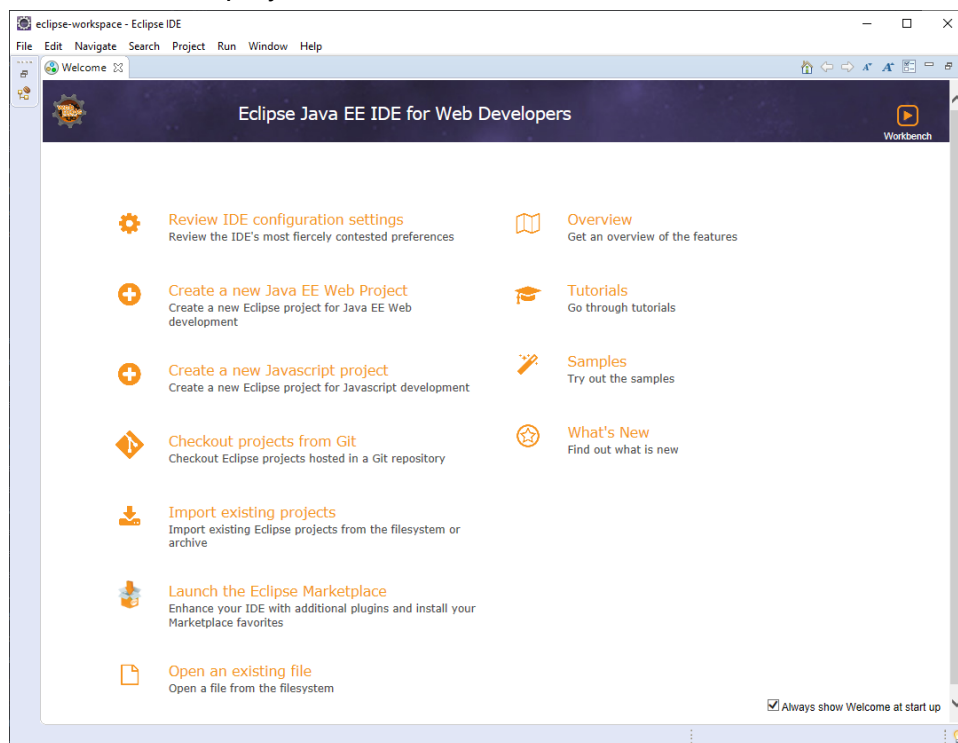 eclipse-workspace - Eclipse IDE
File Edit Navigate Search Project Run Window Help
Welcome
Eclipse Java EE IDE for Web Developers
Workbench
Review IDE configuration settings
Review the IDE's most fiercely contested preferences
Overview
Get an overview of the features
Create a new Java EE Web Project
Create a new Eclipse project for Java EE Web
development
Tutorials
Go through tutorials
Create a new Javascript project
Create a new Eclipse project for Javascript development
Samples
Try out the samples
Checkout projects from Git
Checkout Eclipse projects hosted in a Git repository
What's New
Find out what is new
Import existing projects
Import existing Eclipse projects from the filesystem or
archive
Launch the Eclipse Marketplace
Enhance your IDE with additional plugins and install your
Marketplace favorites
Open an existing file
Open a file from the filesystem
Always show Welcome at start up